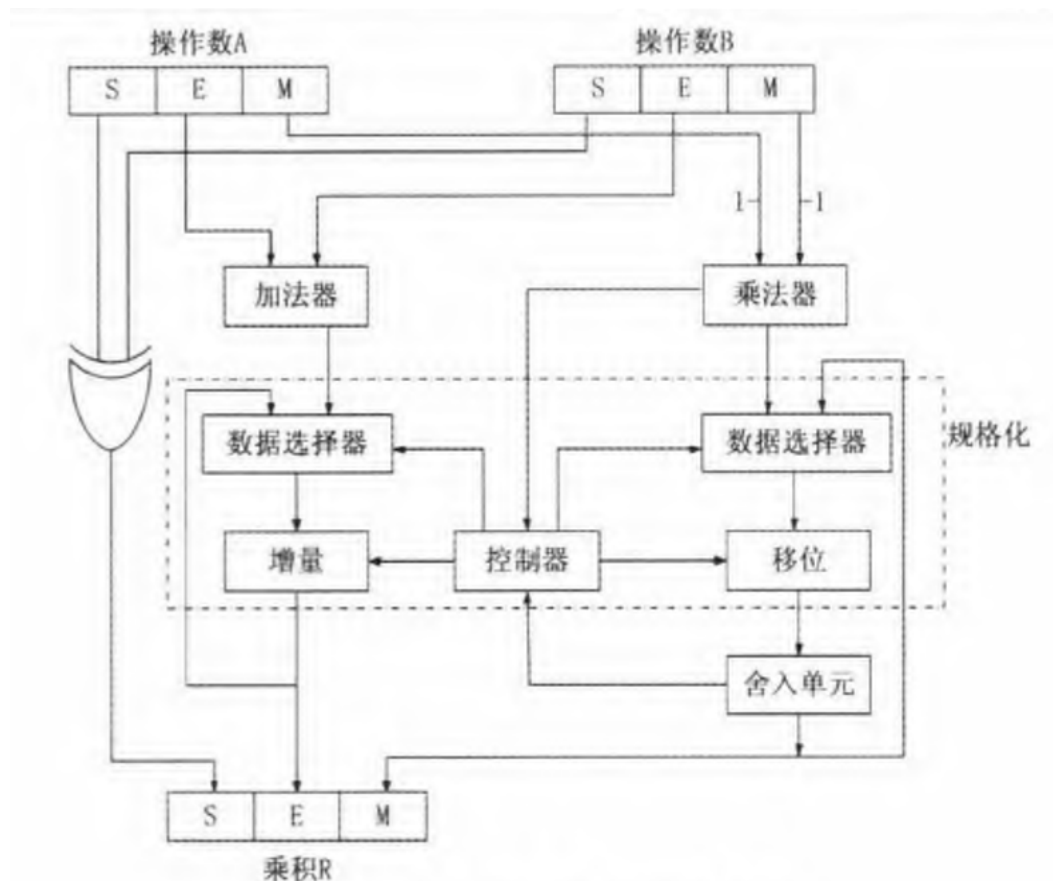 操作数A
操作数B
S E M
S E M
1
1
加法器
乘法器
数据选择器
数据选择器
规格化
增量
控制器
移位
舍入单元
S E M
乘积R